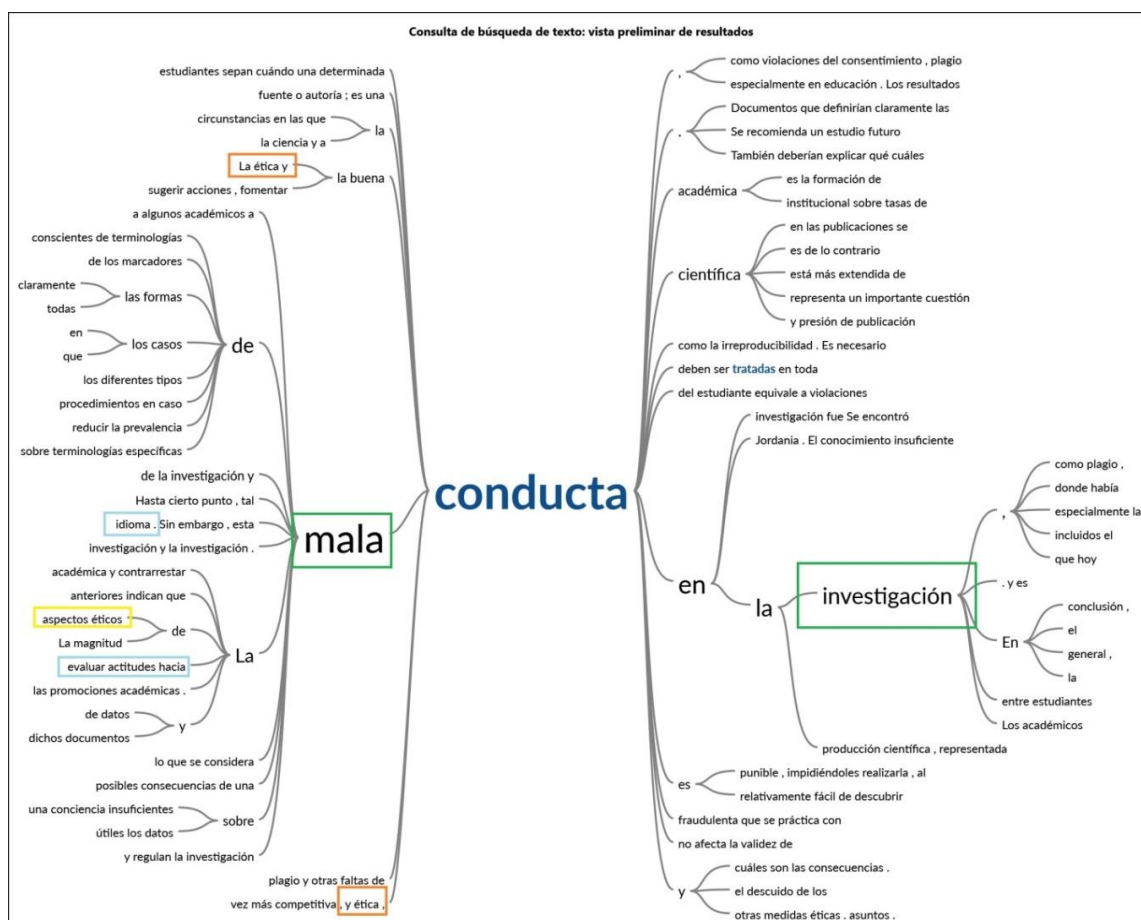 Consulta de búsqueda de texto: vista preliminar de resultados
estudiantes sepan cuándo una determinada
fuente o autoría ; es una
circunstancias en las que
la ciencia y a
la
La ética y
sugerir acciones , fomentar
la buena
a algunos académicos a
conscientes de terminologías
de los marcadores
claramente
todas
las formas
en
que
los casos
de
los diferentes tipos
procedimientos en caso
reducir la prevalencia
sobre terminologías específicas
de la investigación y
Hasta cierto punto , tal
idioma . Sin embargo , esta
investigación y la investigación .
mala
académica y contrarrestar
anteriores indican que
aspectos éticos
La magnitud
de
La
evaluar actitudes hacia
las promociones académicas .
de datos
dichos documentos
y
lo que se considera
posibles consecuencias de una
una conciencia insuficientes
útiles los datos
sobre
y regulan la investigación
plagio y otras faltas de
vez más competitiva , y ética ,
conducta
,
como violaciones del consentimiento , plagio
especialmente en educación . Los resultados
.
Documentos que definirían claramente las
Se recomienda un estudio futuro
También deberían explicar qué cuáles
académica
es la formación de
institucional sobre tasas de
científica
en las publicaciones se
es de lo contrario
está más extendida de
representa un importante cuestión
y presión de publicación
como la irreproducibilidad . Es necesario
deben ser tratadas en toda
del estudiante equivale a violaciones
en
investigación fue Se encontró
Jordania . El conocimiento insuficiente
la
investigación
,
como plagio ,
donde había
especialmente la
incluidos el
que hoy
. y es
En
conclusión ,
el
general ,
la
entre estudiantes
Los académicos
producción científica , representada
es
punible , impidiéndoles realizarla , al
relativamente fácil de descubrir
fraudulenta que se práctica con
no afecta la validez de
y
cuáles son las consecuencias .
el descuido de los
otras medidas éticas . asuntos .